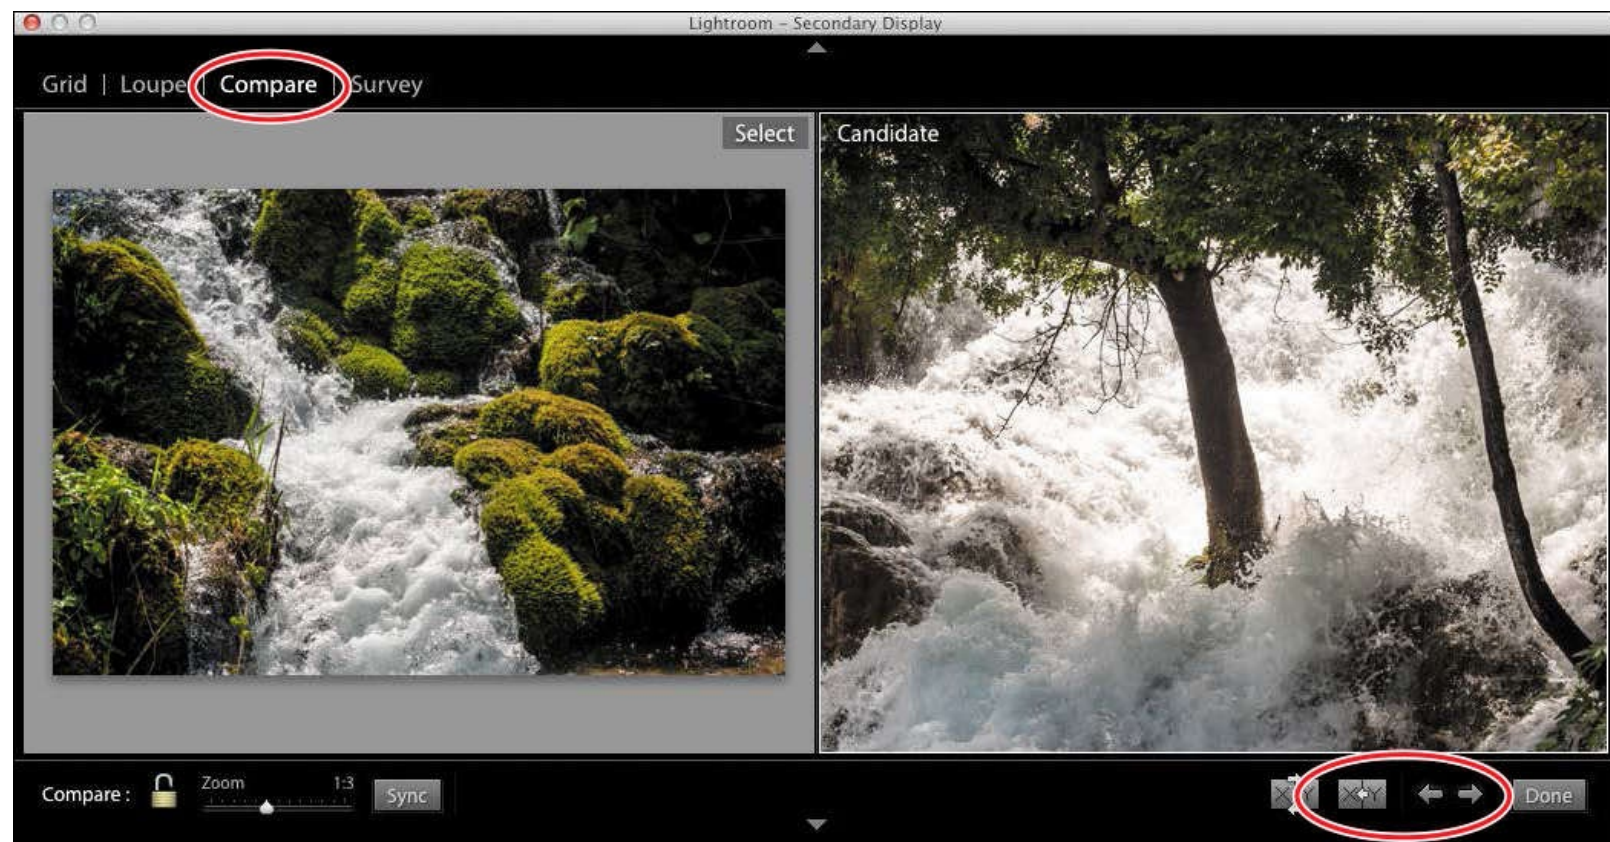 Lightroom – Secondary Display
Grid | Loupe | Compare | Survey
Select
Candidate
Compare :
Zoom
1:3
Sync
X Y
X Y
Done